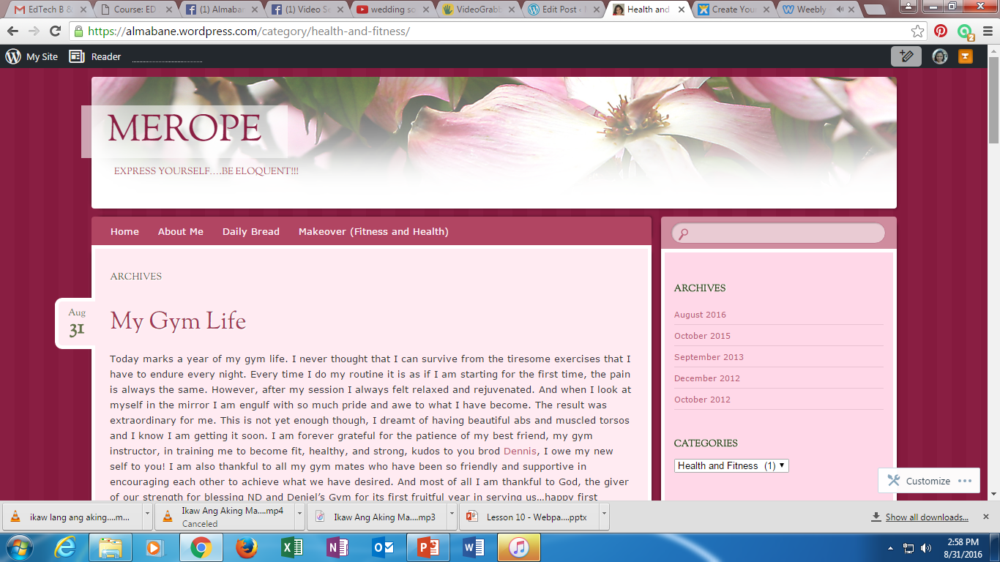 EdTech B &
Course: ED
(1) Almaban
(1) Video Se
wedding so
VideoGrabb
Edit Post ‹ M
Health and
Create Your
Weebly
https://almabane.wordpress.com/category/health-and-fitness/
2
My Site
Reader
MEROPE
EXPRESS YOURSELF....BE ELOQUENT!!!
Home About Me Daily Bread Makeover (Fitness and Health)
ARCHIVES
Aug
31
My Gym Life
Today marks a year of my gym life. I never thought that I can survive from the tiresome exercises that I
have to endure every night. Every time I do my routine it is as if I am starting for the first time, the pain
is always the same. However, after my session I always felt relaxed and rejuvenated. And when I look at
myself in the mirror I am engulf with so much pride and awe to what I have become. The result was
extraordinary for me. This is not yet enough though, I dreamt of having beautiful abs and muscled torsos
and I know I am getting it soon. I am forever grateful for the patience of my best friend, my gym
instructor, in training me to become fit, healthy, and strong, kudos to you brod Dennis, I owe my new
self to you! I am also thankful to all my gym mates who have been so friendly and supportive in
encouraging each other to achieve what we have desired. And most of all I am thankful to God, the giver
of our strength for blessing ND and Deniel's Gym for its first fruitful year in serving us...happy first
ARCHIVES
August 2016
October 2015
September 2013
December 2012
October 2012
CATEGORIES
Health and Fitness (1)
Customize
ikaw lang ang aking....m...
Ikaw Ang Aking Ma....mp4
Canceled
Ikaw Ang Aking Ma....mp3
Lesson 10 - Webpa....pptx
Show all downloads...
2:58 PM
8/31/2016